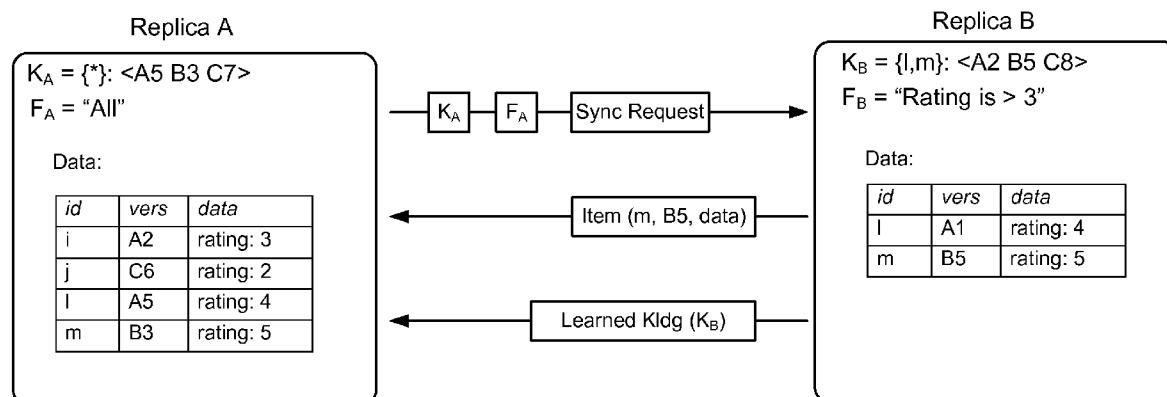 Replica A
K_A = {*}: <A5 B3 C7>
F_A = “All”
Data:
id vers data
i A2 rating: 3
j C6 rating: 2
l A5 rating: 4
m B3 rating: 5
K_A
F_A
Sync Request
Item (m, B5, data)
Learned Kldg (K_B)
Replica B
K_B = {l,m}: <A2 B5 C8>
F_B = “Rating is > 3”
Data:
id vers data
l A1 rating: 4
m B5 rating: 5